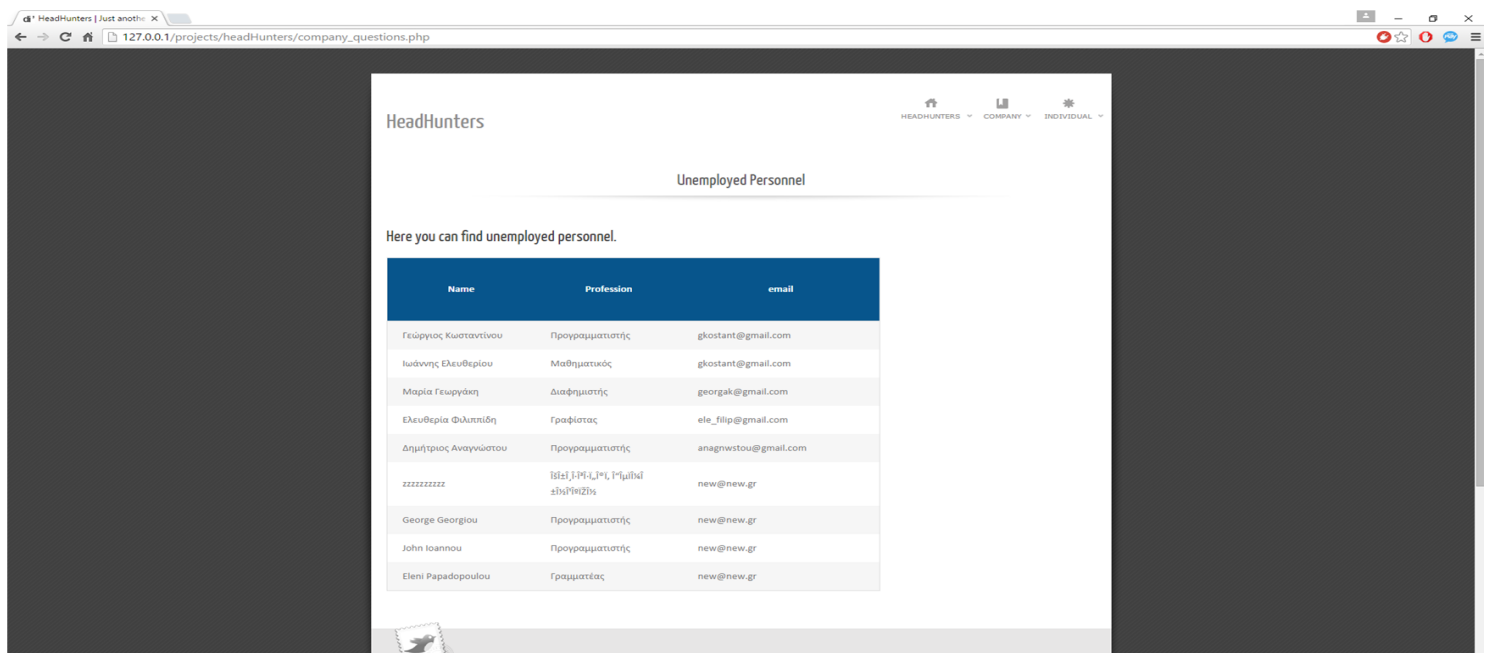 HeadHunters | Just anothe
127.0.0.1/projects/headHunters/company_questions.php
HeadHunters
HEADHUNTERS COMPANY INDIVIDUAL
Unemployed Personnel
Here you can find unemployed personnel.
Name Profession email
Γεώργιος Κωσταντίνου Προγραμματιστής gkostant@gmail.com
Ιωάννης Ελευθερίου Μαθηματικός gkostant@gmail.com
Μαρία Γεωργάκη Διαφημιστής georgak@gmail.com
Ελευθερία Φιλιππίδη Γραφίστας ele_filip@gmail.com
Δημήτριος Αναγνώστου Προγραμματιστής anagnwstou@gmail.com
zzzzzzzzzz new@new.gr
George Georgiou Προγραμματιστής new@new.gr
John Ioannou Προγραμματιστής new@new.gr
Eleni Papadopoulou Γραμματέας new@new.gr